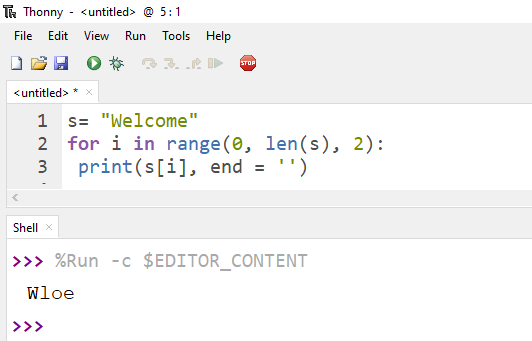 Thonny - <untitled> @ 5:1
File Edit View Run Tools Help
STOP
<untitled> * ×
1 s= "Welcome"
2 for i in range(0, len(s), 2):
3  print(s[i], end = '')
Shell ×
>>> %Run -c $EDITOR_CONTENT
Wloe
>>>